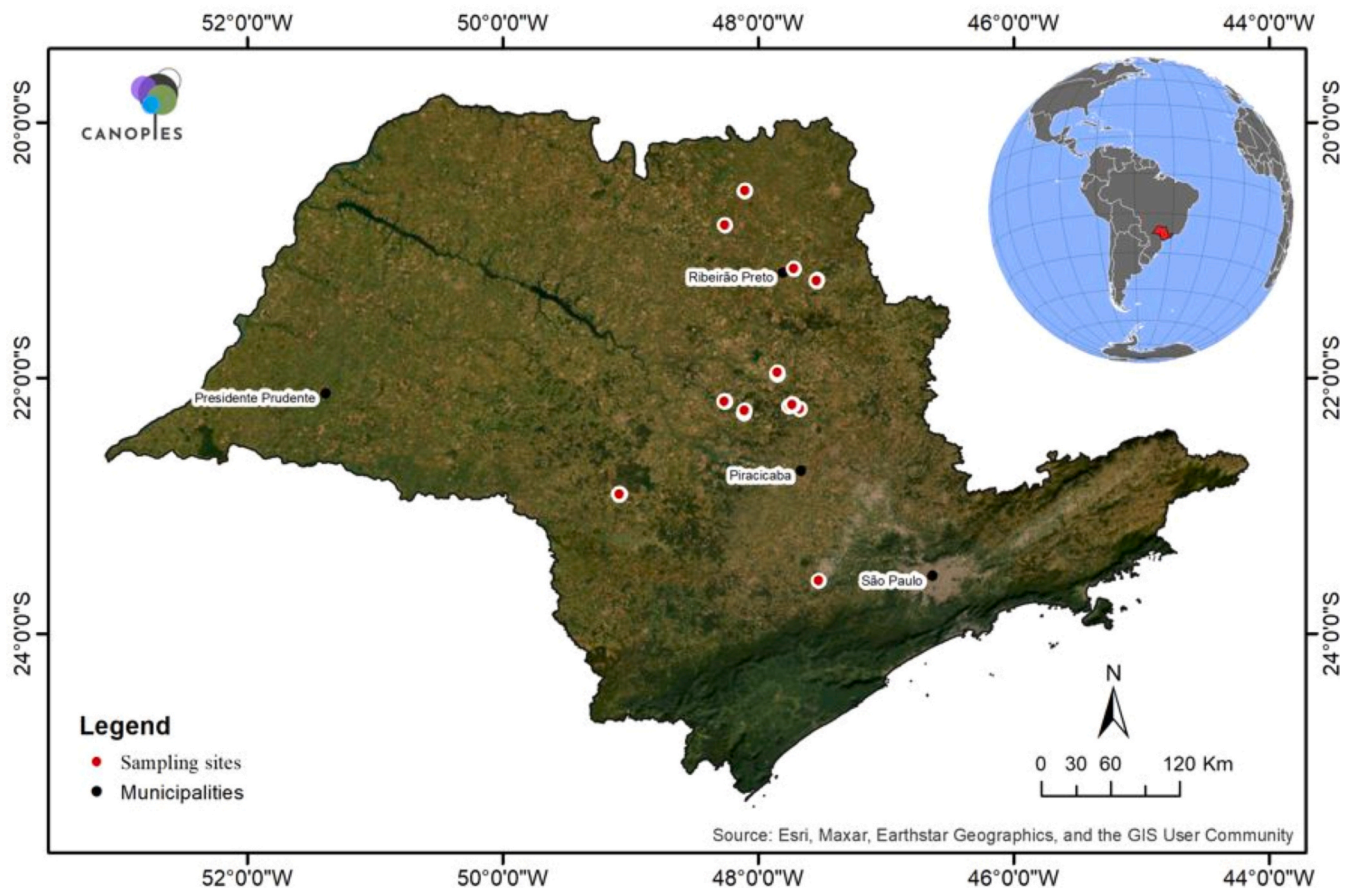 52°0'0"W 50°0'0"W 48°0'0"W 46°0'0"W 44°0'0"W
CANOPIES
20°0'0"S
20°0'0"S
Ribeirão Preto
22°0'0"S
22°0'0"S
Presidente Prudente
Piracicaba
São Paulo
24°0'0"S
24°0'0"S
N
Legend
Sampling sites
Municipalities
0 30 60 120 Km
Source: Esri, Maxar, Earthstar Geographics, and the GIS User Community
52°0'0"W 50°0'0"W 48°0'0"W 46°0'0"W 44°0'0"W